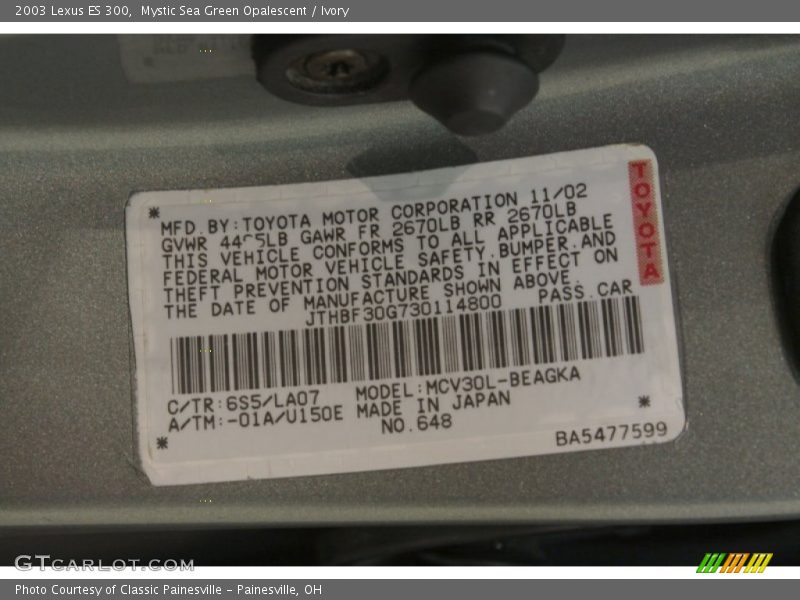 2003 Lexus ES 300, Mystic Sea Green Opalescent / Ivory
MFD.BY:TOYOTA MOTOR CORPORATION 11/02
GVWR LB GAWR FR 2670LB RR 2670LB
THIS VEHICLE CONFORMS TO ALL APPLICABLE
FEDERAL MOTOR VEHICLE SAFETY,BUMPER,AND
THEFT PREVENTION STANDARDS IN EFFECT ON
THE DATE OF MANUFACTURE SHOWN ABOVE.
JTHBF30G730114800 PASS.CAR
TOYOTA
C/TR:6S5/LA07 MODEL:MCV30L-BEAGKA
A/TM:-01A/U150E MADE IN JAPAN
NO.648
BA5477599
GTCARLOT.COM
Photo Courtesy of Classic Painesville - Painesville, OH